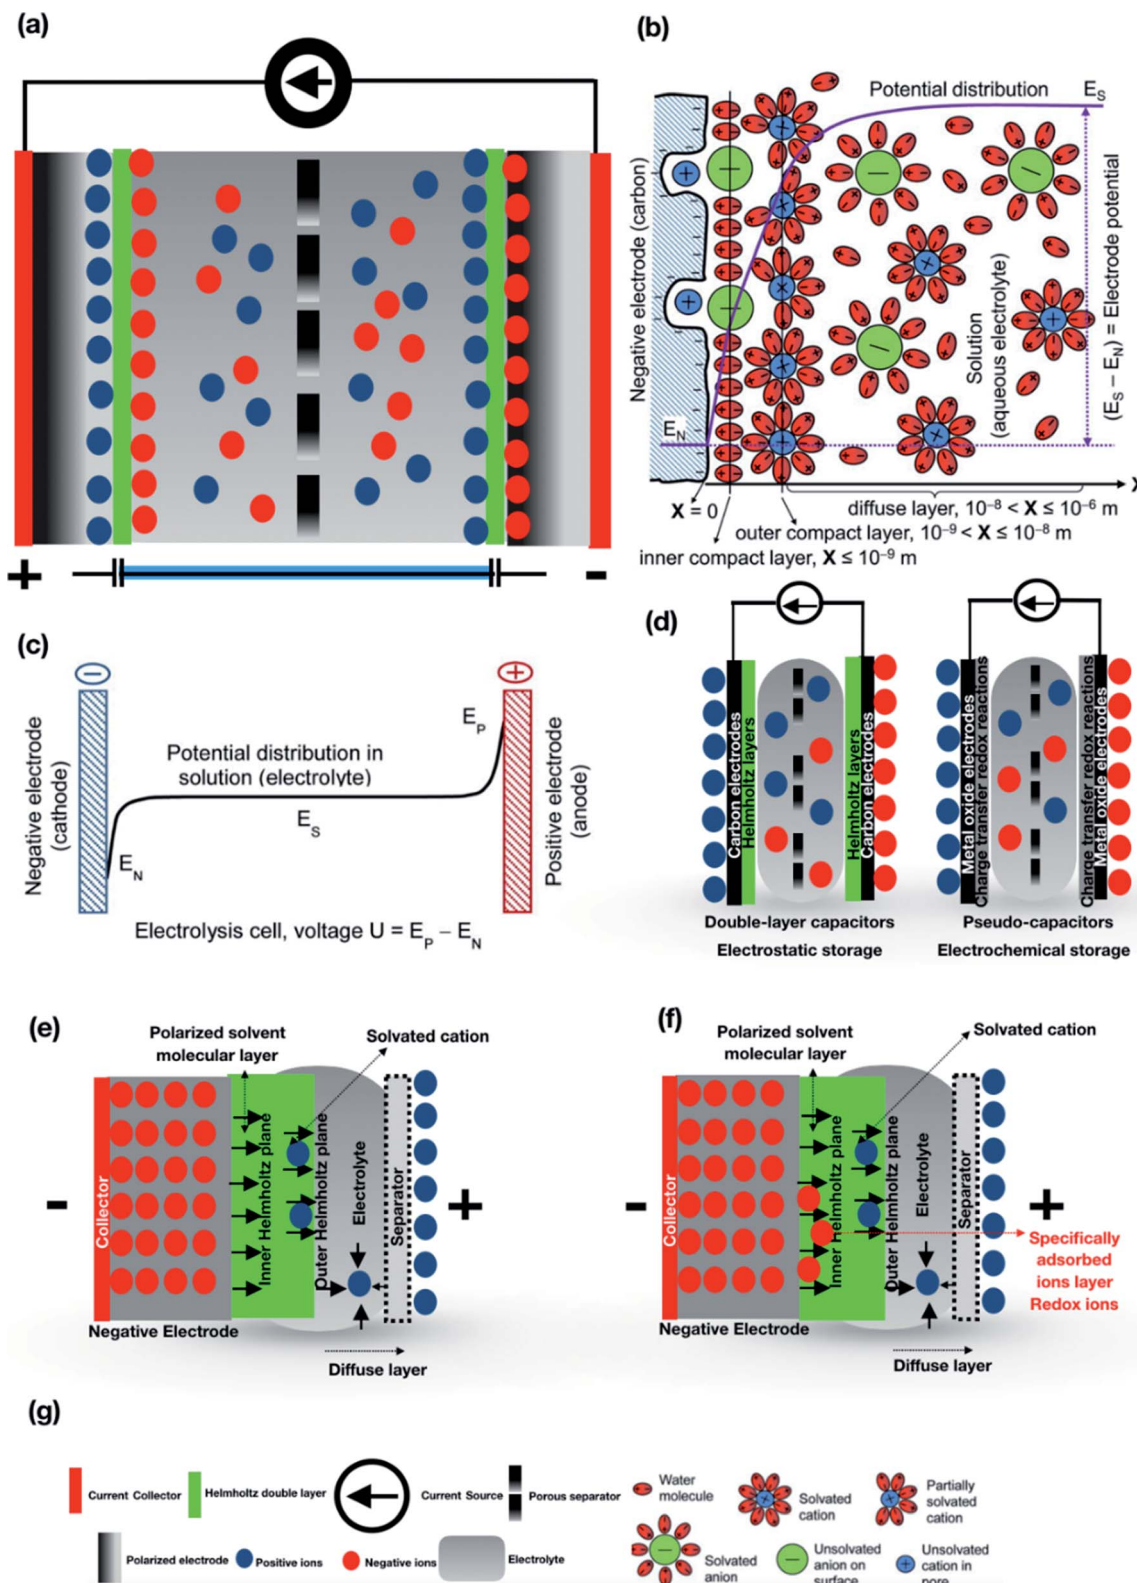 (a)
+
-
(b)
Negative electrode (carbon)
Potential distribution
E_S
E_N
Solution
(aqueous electrolyte)
(E_S – E_N) = Electrode potential
X
X = 0
diffuse layer, 10⁻⁸ < X ≤ 10⁻⁶ m
outer compact layer, 10⁻⁹ < X ≤ 10⁻⁸ m
inner compact layer, X ≤ 10⁻⁹ m
(c)
−
+
Negative electrode
(cathode)
E_P
Potential distribution in
solution (electrolyte)
E_S
E_N
Positive electrode
(anode)
Electrolysis cell, voltage U = E_P – E_N
(d)
Carbon electrodes
Helmholtz layers
Helmholtz layers
Carbon electrodes
Double-layer capacitors
Electrostatic storage
Metal oxide electrodes
Charge transfer redox reactions
Charge transfer redox reactions
Metal oxide electrodes
Pseudo-capacitors
Electrochemical storage
(e)
Polarized solvent
molecular layer
Solvated cation
-
Collector
Inner Helmholtz plane
Outer Helmholtz plane
Electrolyte
Separator
+
Negative Electrode
Diffuse layer
(f)
Polarized solvent
molecular layer
Solvated cation
-
Collector
Inner Helmholtz plane
Outer Helmholtz plane
Electrolyte
Separator
+
Specifically
adsorbed
ions layer
Redox ions
Negative Electrode
Diffuse layer
(g)
Current Collector
Helmholtz double layer
Current Source
Porous separator
Water
molecule
Solvated
cation
Partially
solvated
cation
Polarized electrode
Positive ions
Negative ions
Electrolyte
Solvated
anion
Unsolvated
anion on
surface
Unsolvated
cation in
pore